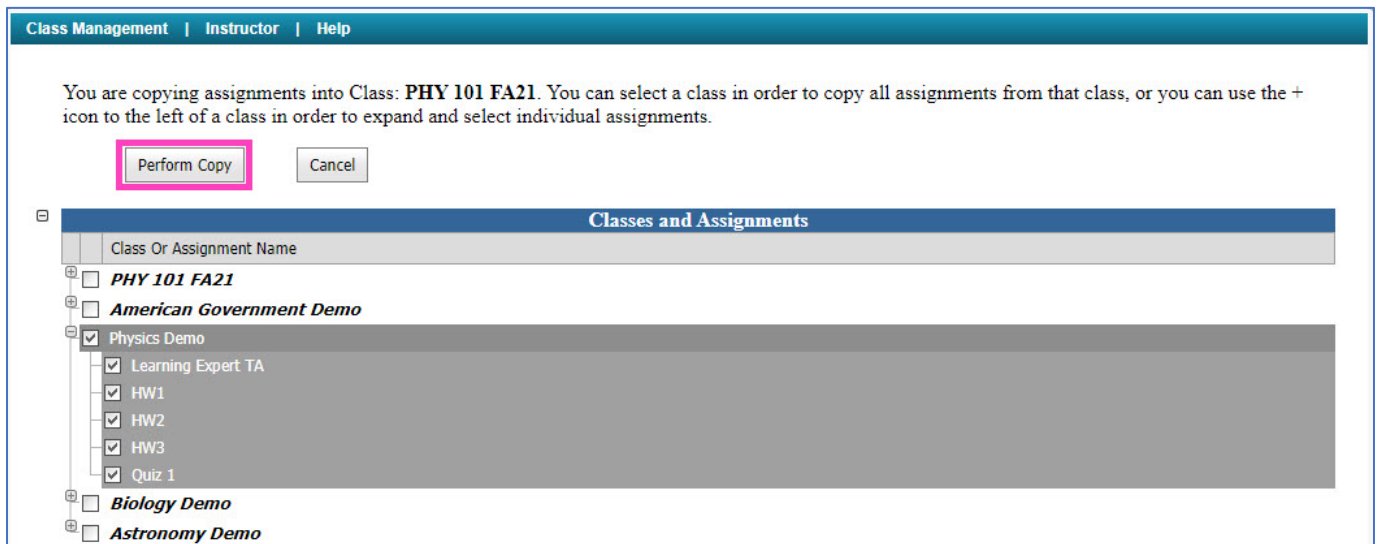 Class Management | Instructor | Help
You are copying assignments into Class: PHY 101 FA21. You can select a class in order to copy all assignments from that class, or you can use the +
icon to the left of a class in order to expand and select individual assignments.
Perform Copy Cancel
Classes and Assignments
Class Or Assignment Name
PHY 101 FA21
American Government Demo
Physics Demo
Learning Expert TA
HW1
HW2
HW3
Quiz 1
Biology Demo
Astronomy Demo